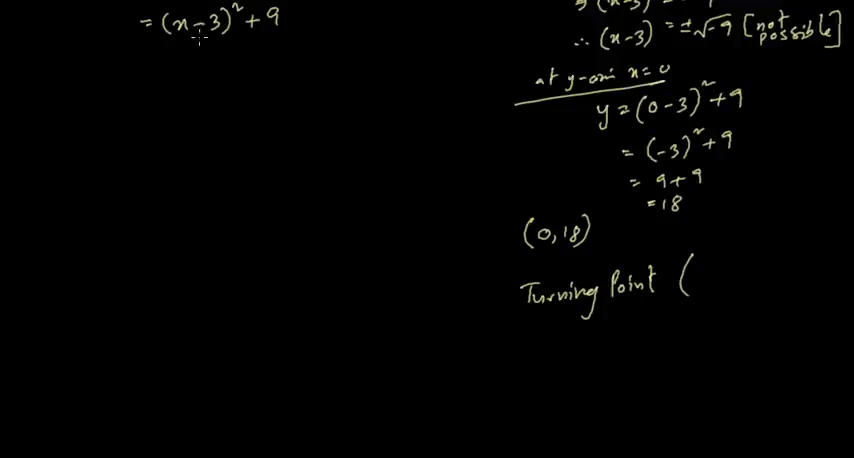 = (x-3)² + 9
∴ (x-3) = ±√-9 [not possible]
at y-axis x=0
y = (0-3)² + 9
= (-3)² + 9
= 9+9
= 18
(0,18)
Turning Point (